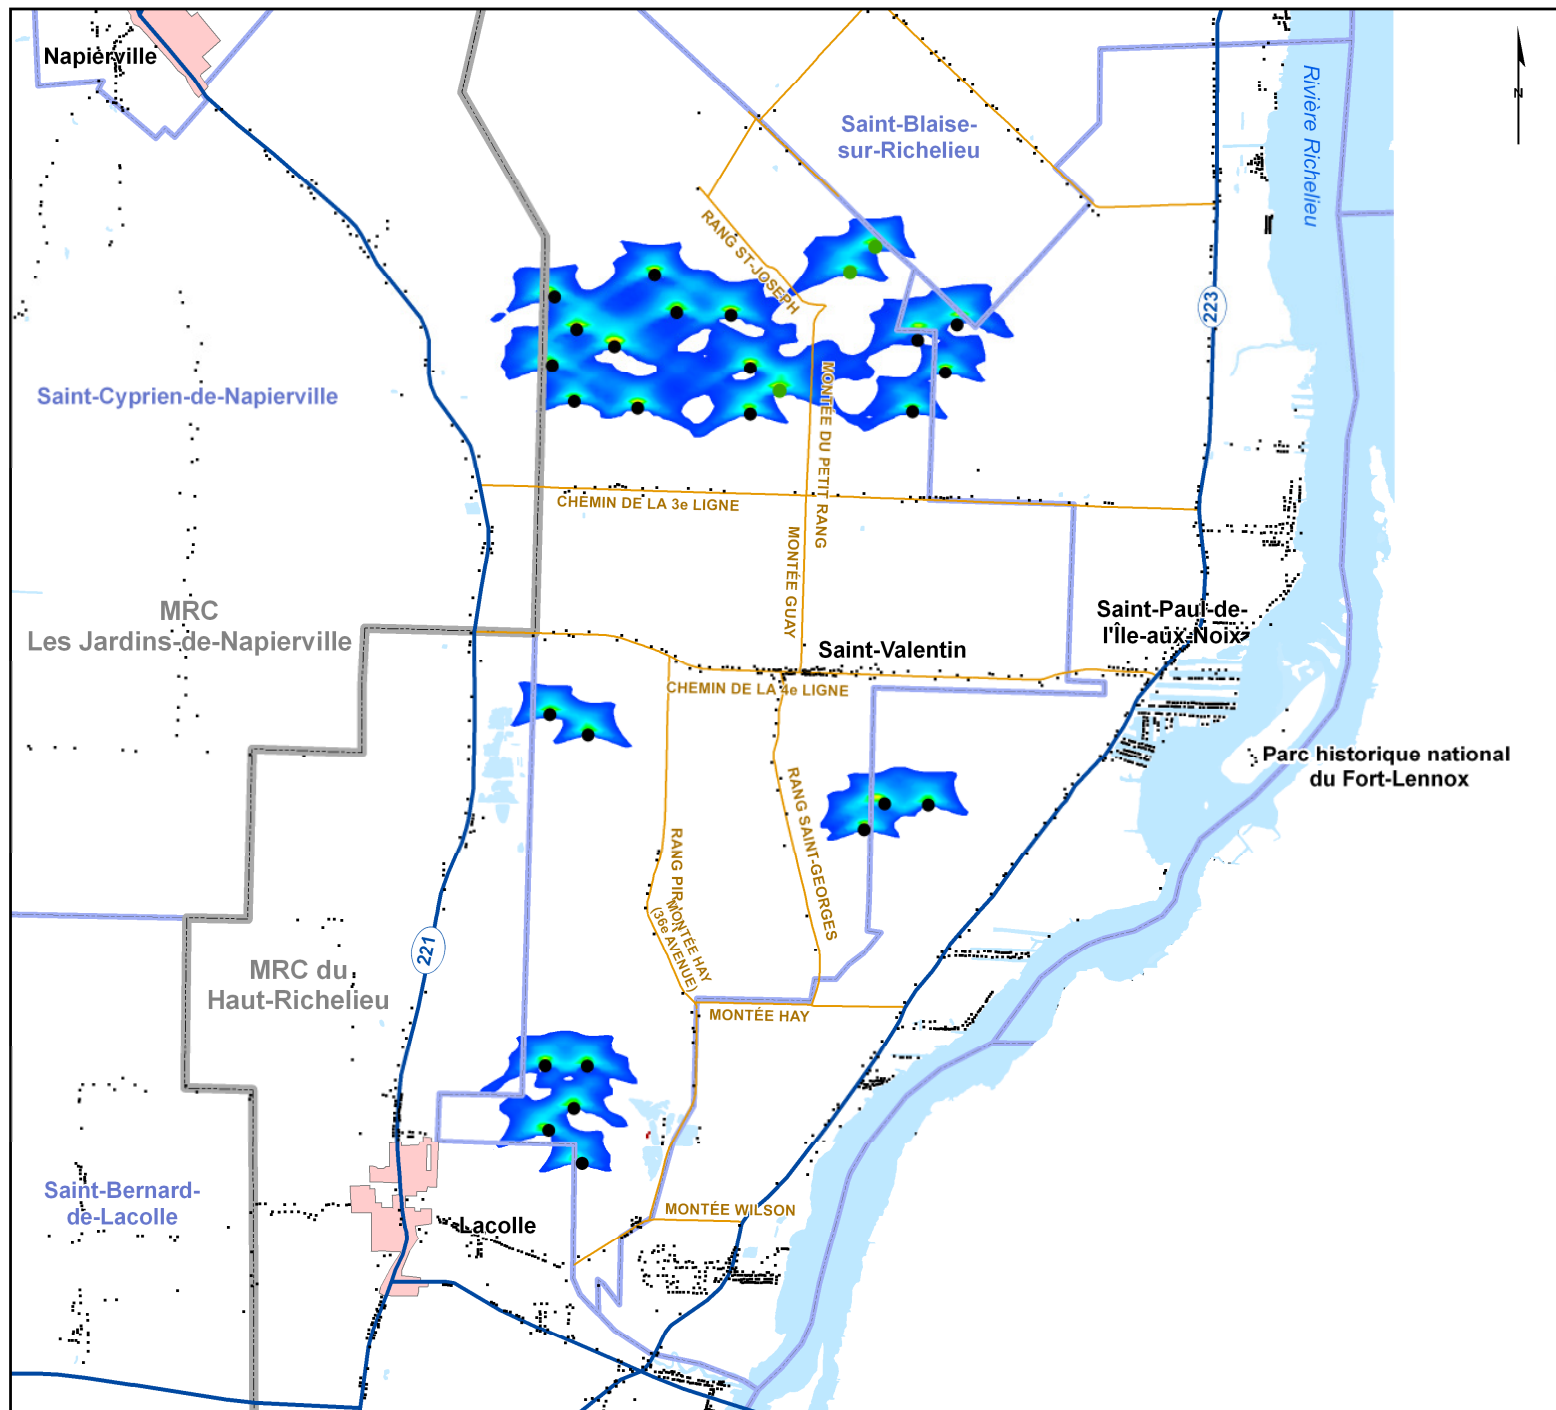 Napierville
Saint-Blaise-
sur-Richelieu
Rivière Richelieu
N
RANG ST-JOSEPH
223
Saint-Cyprien-de-Napierville
MONTÉE DU PETIT RANG
CHEMIN DE LA 3e LIGNE
MONTÉE GUAY
MRC
Les Jardins-de-Napierville
Saint-Paul-de-
l'Île-aux-Noix
Saint-Valentin
CHEMIN DE LA 4e LIGNE
Parc historique national
du Fort-Lennox
RANG SAINT-GEORGES
MONTÉE HAY
(36e AVENUE)
221
MRC du
Haut-Richelieu
MONTÉE HAY
Saint-Bernard-
de-Lacolle
Lacolle
MONTÉE WILSON